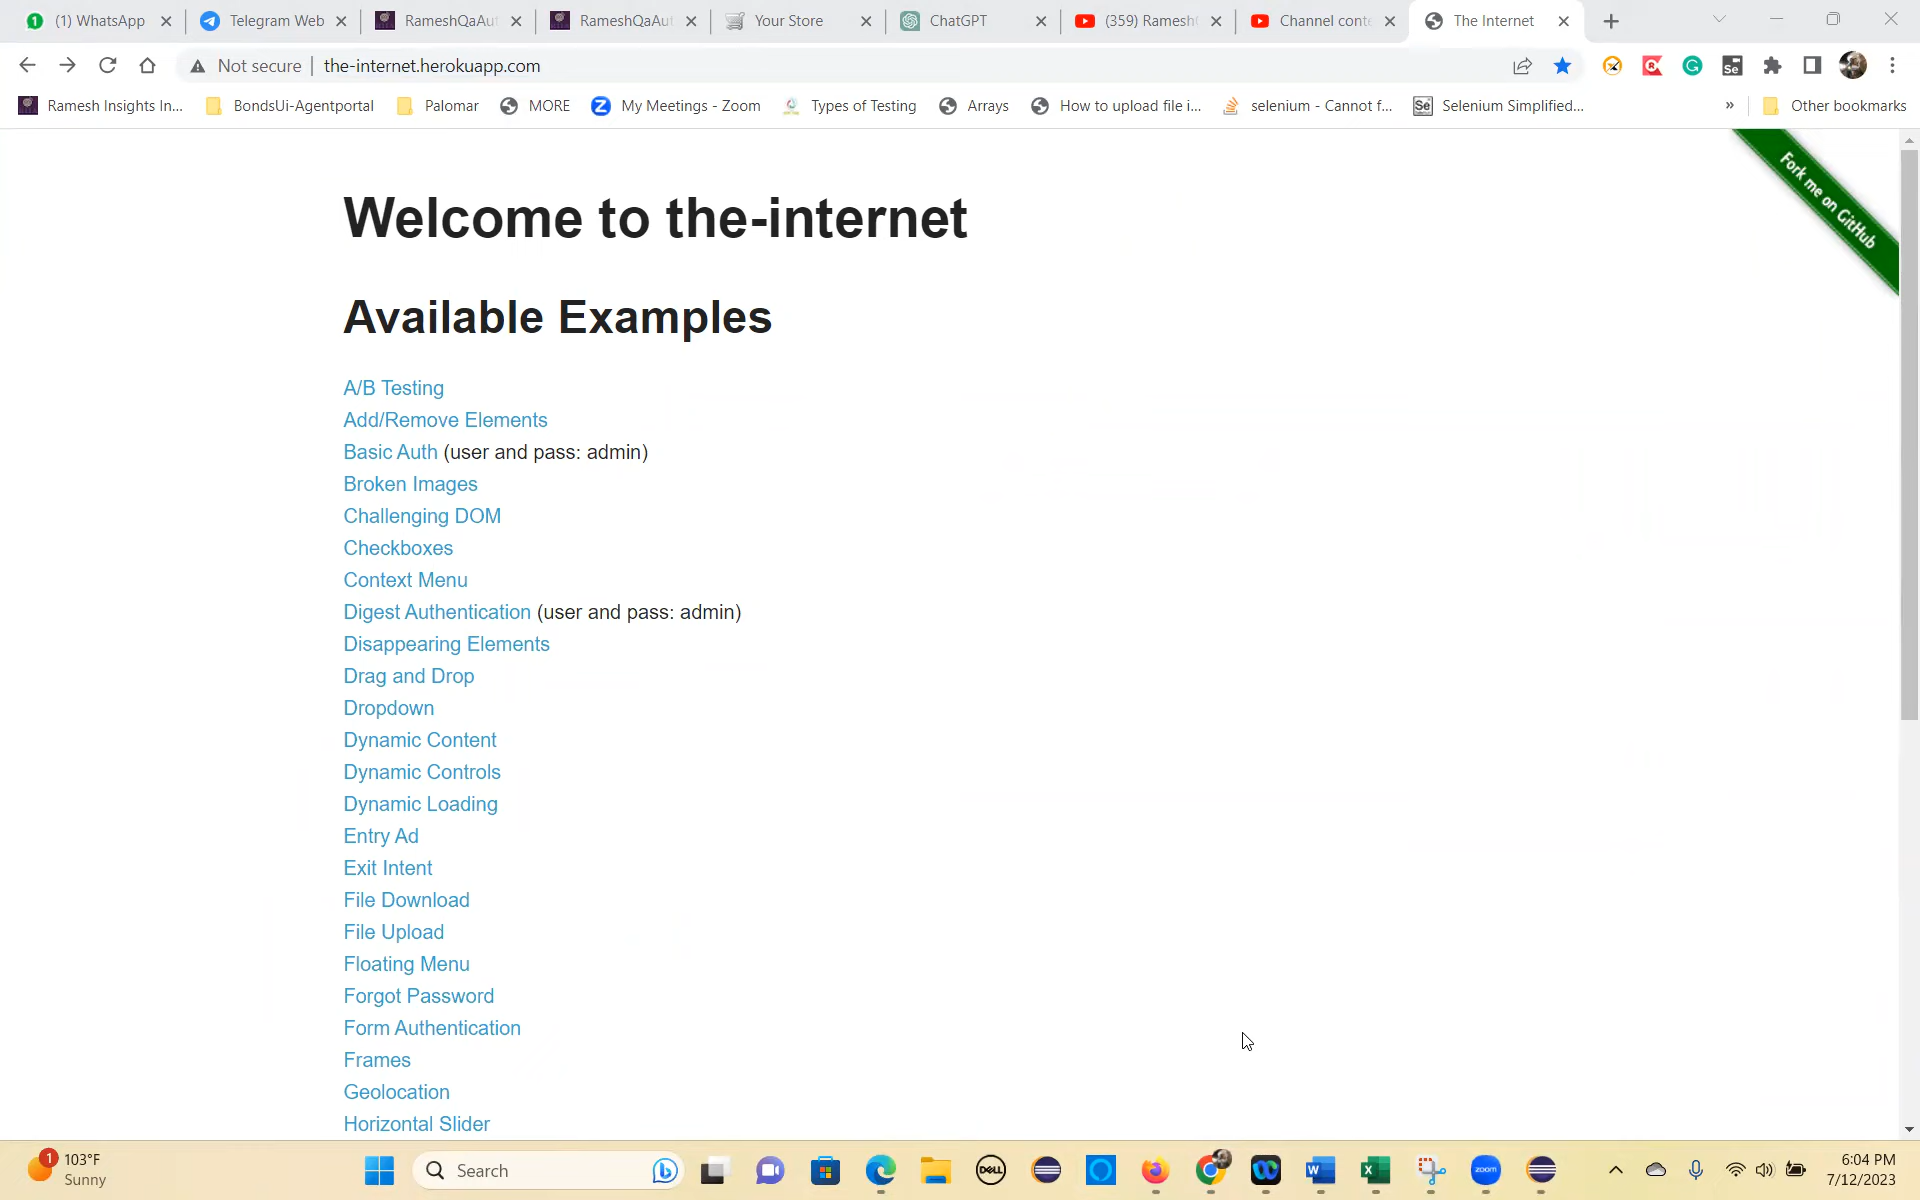 (1) WhatsApp
Telegram Web
RameshQaAut
RameshQaAut
Your Store
ChatGPT
(359) Ramesh
Channel conte
The Internet
Not secure
the-internet.herokuapp.com
Ramesh Insights In...
BondsUi-Agentportal
Palomar
MORE
My Meetings - Zoom
Types of Testing
Arrays
How to upload file i...
selenium - Cannot f...
Selenium Simplified...
»
Other bookmarks
Fork me on GitHub
Welcome to the-internet
Available Examples
A/B Testing
Add/Remove Elements
Basic Auth (user and pass: admin)
Broken Images
Challenging DOM
Checkboxes
Context Menu
Digest Authentication (user and pass: admin)
Disappearing Elements
Drag and Drop
Dropdown
Dynamic Content
Dynamic Controls
Dynamic Loading
Entry Ad
Exit Intent
File Download
File Upload
Floating Menu
Forgot Password
Form Authentication
Frames
Geolocation
Horizontal Slider
1
103°F
Sunny
Search
DELL
zoom
6:04 PM
7/12/2023